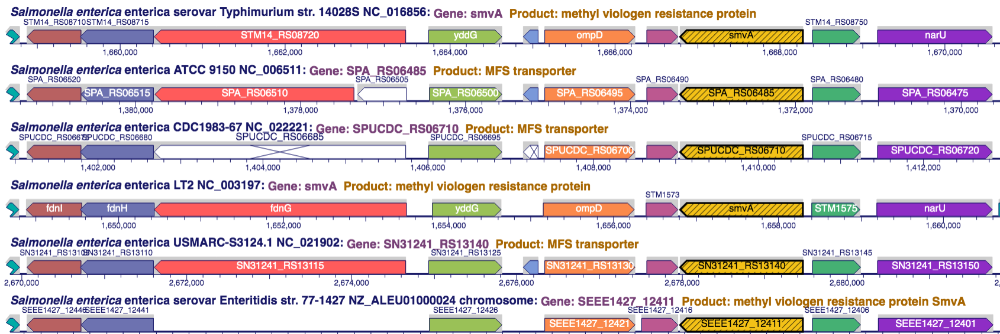 Salmonella enterica enterica serovar Typhimurium str. 14028S NC_016856: Gene: smvA Product: methyl viologen resistance protein
STM14_RS08710 STM14_RS08715 STM14_RS08750
STM14_RS08720 yddG ompD smvA narU
1,660,000 1,662,000 1,664,000 1,666,000 1,668,000 1,670,000
Salmonella enterica enterica ATCC 9150 NC_006511: Gene: SPA_RS06485 Product: MFS transporter
SPA_RS06520 SPA_RS06505 SPA_RS06490 SPA_RS06480
SPA_RS06515 SPA_RS06510 SPA_RS06500 SPA_RS06495 SPA_RS06485 SPA_RS06475
1,380,000 1,378,000 1,376,000 1,374,000 1,372,000 1,370,000
Salmonella enterica enterica CDC1983-67 NC_022221: Gene: SPUCDC_RS06710 Product: MFS transporter
SPUCDC_RS06680 SPUCDC_RS06685 SPUCDC_RS06695 SPUCDC_RS06715
SPUCDC_RS06700 SPUCDC_RS06710 SPUCDC_RS06720
1,402,000 1,404,000 1,406,000 1,408,000 1,410,000 1,412,000
Salmonella enterica enterica LT2 NC_003197: Gene: smvA Product: methyl viologen resistance protein
STM1573
fdnI fdnH fdnG yddG ompD smvA STM1575 narU
1,650,000 1,652,000 1,654,000 1,656,000 1,658,000 1,660,000
Salmonella enterica enterica USMARC-S3124.1 NC_021902: Gene: SN31241_RS13140 Product: MFS transporter
SN31241_RS13110 SN31241_RS13125 SN31241_RS13145
SN31241_RS13115 SN31241_RS13130 SN31241_RS13140 SN31241_RS13150
2,670,000 2,672,000 2,674,000 2,676,000 2,678,000 2,680,000
Salmonella enterica enterica serovar Enteritidis str. 77-1427 NZ_ALEU01000024 chromosome: Gene: SEEE1427_12411 Product: methyl viologen resistance protein SmvA
SEEE1427_12446 SEEE1427_12441 SEEE1427_12426 SEEE1427_12416 SEEE1427_12406
SEEE1427_12421 SEEE1427_12411 SEEE1427_12401